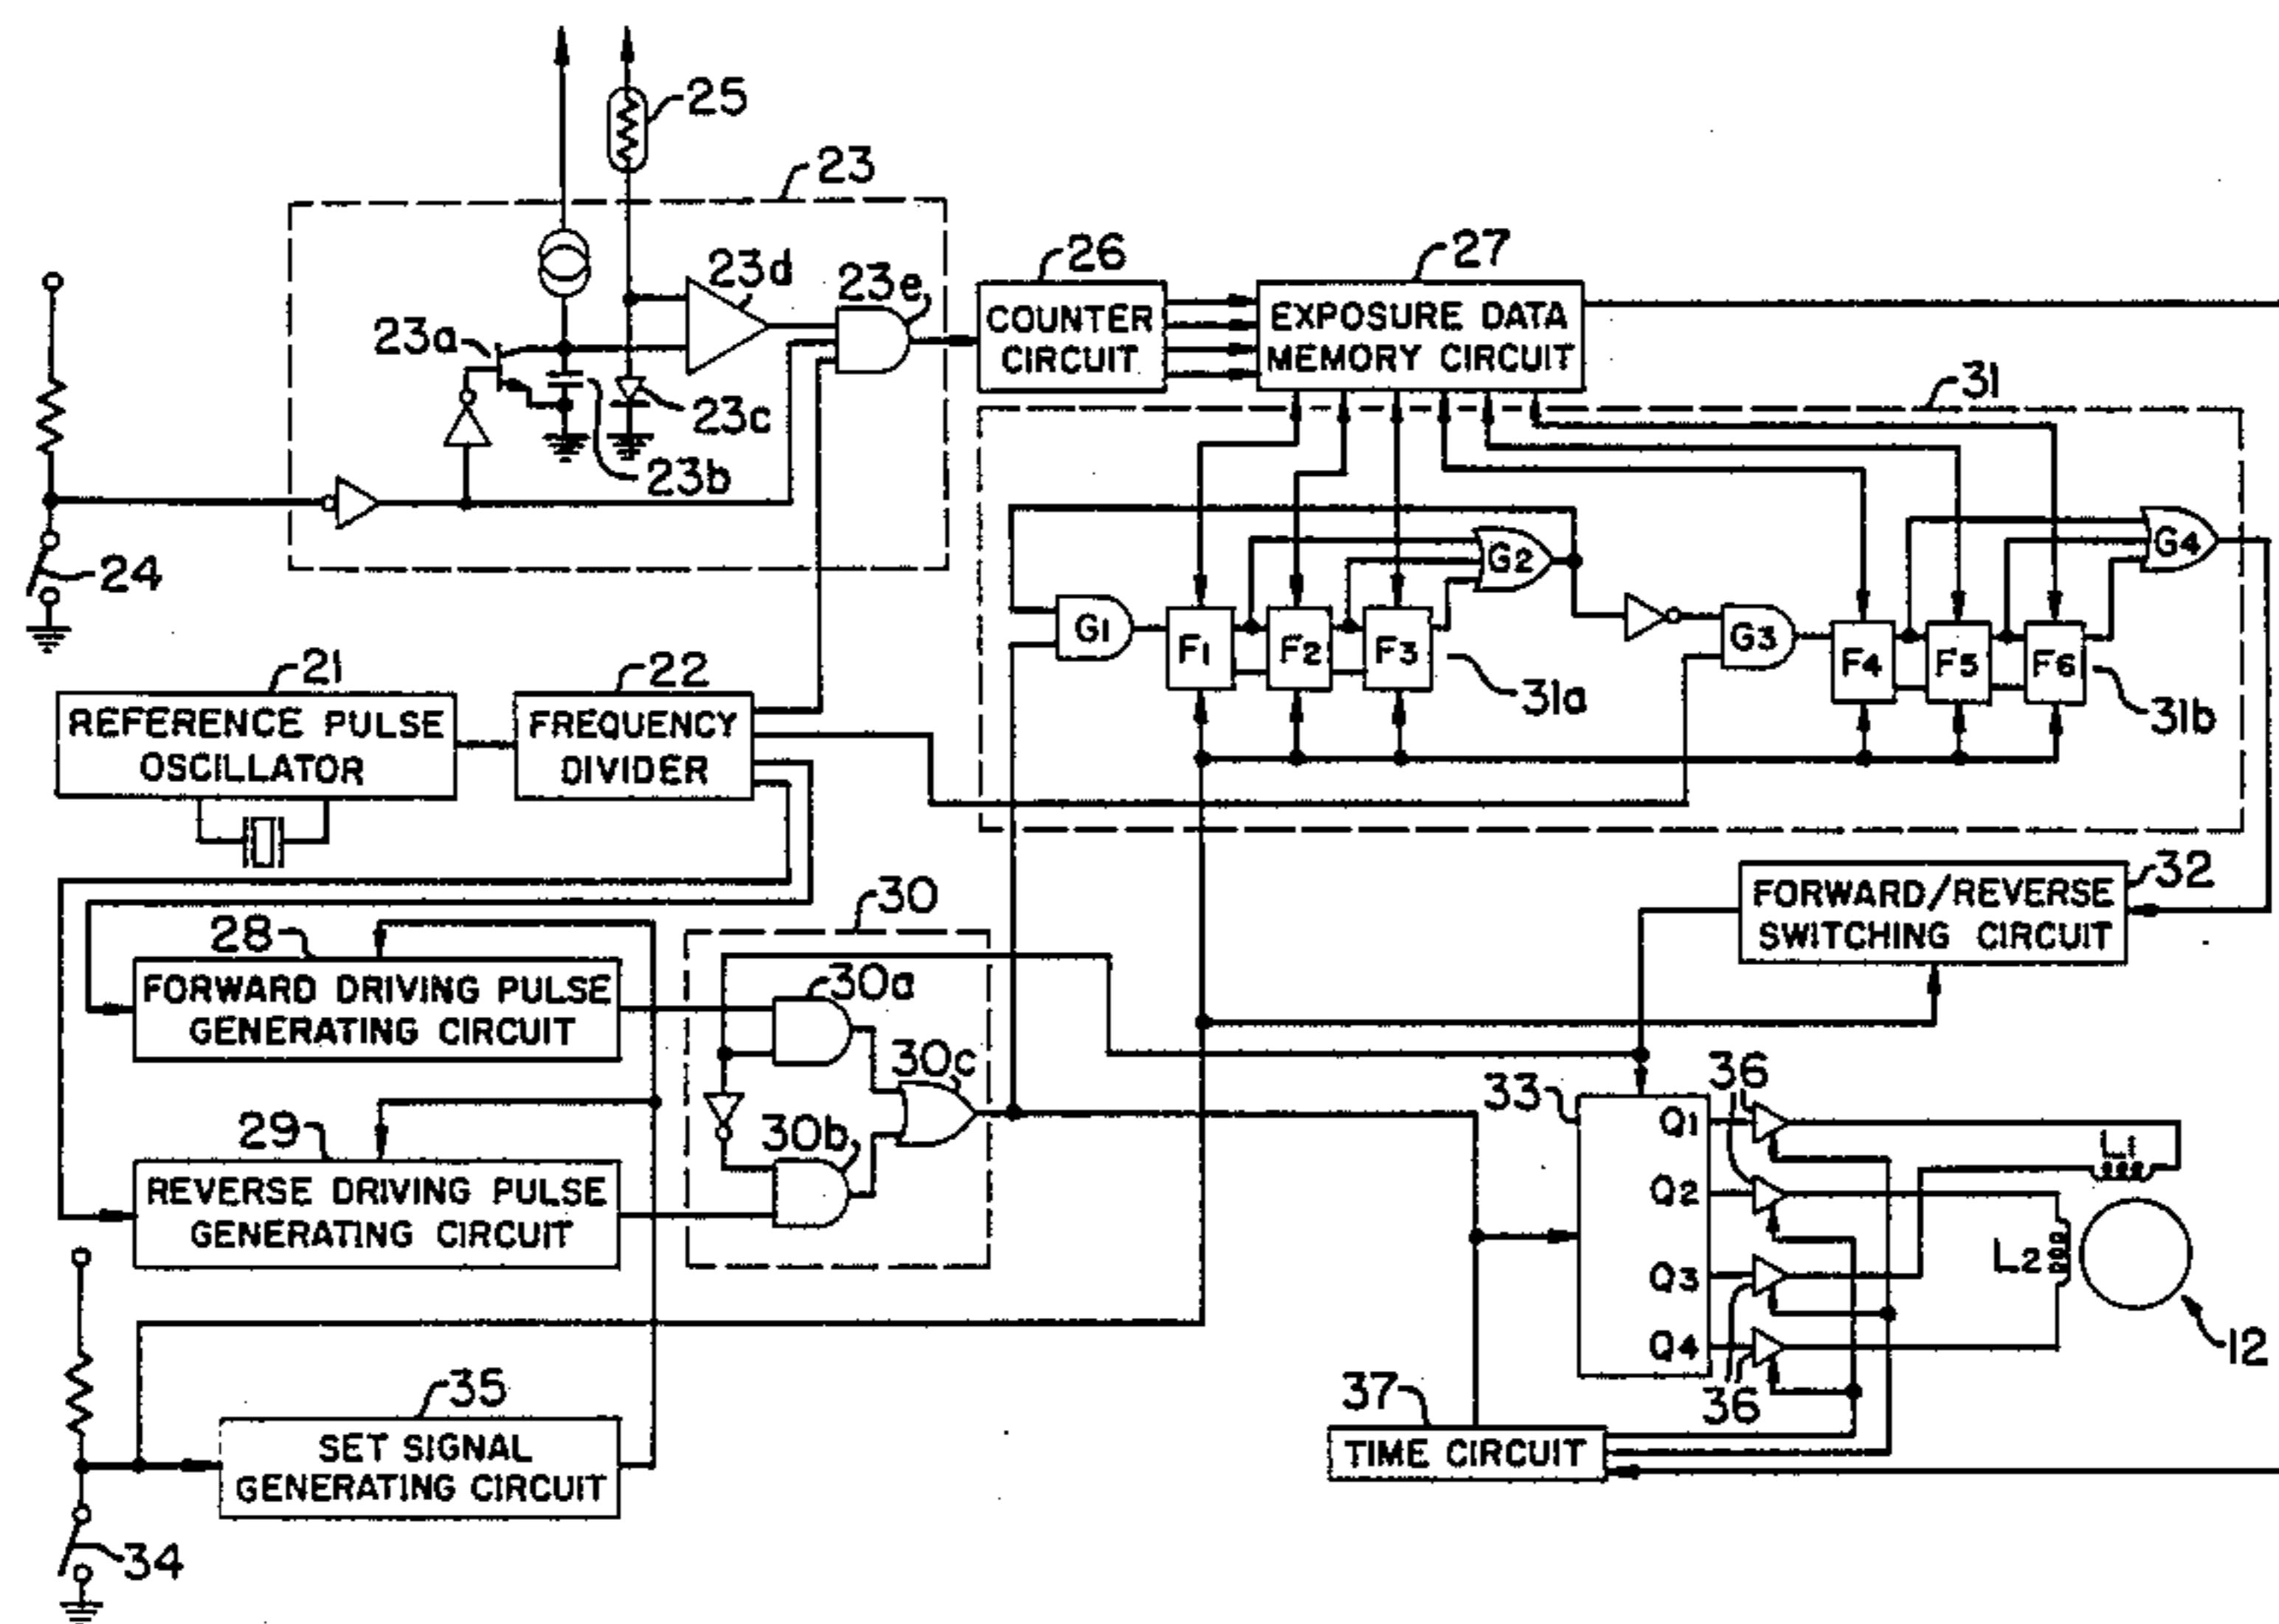 25
23
23d
23e
23a
23c
23b
24
26
COUNTER
CIRCUIT
27
EXPOSURE DATA
MEMORY CIRCUIT
31
G1
F1
F2
F3
G2
31a
G3
F4
F5
F6
G4
31b
21
REFERENCE PULSE
OSCILLATOR
22
FREQUENCY
DIVIDER
28
FORWARD DRIVING PULSE
GENERATING CIRCUIT
29
REVERSE DRIVING PULSE
GENERATING CIRCUIT
30
30a
30b
30c
32
FORWARD/REVERSE
SWITCHING CIRCUIT
33
Q1
Q2
Q3
Q4
36
36
L1
L2
12
34
35
SET SIGNAL
GENERATING CIRCUIT
37
TIME CIRCUIT